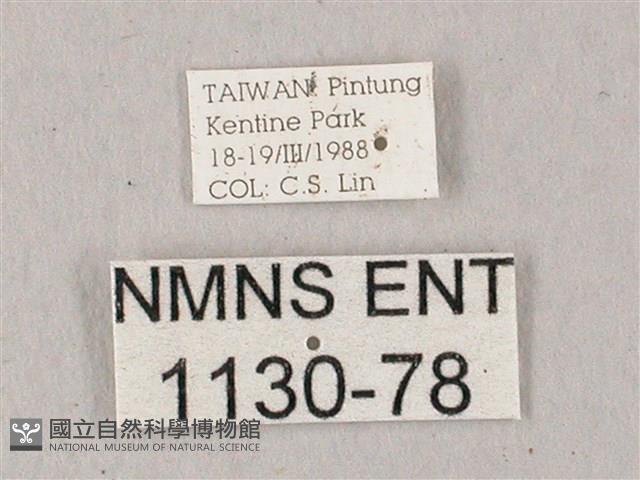 TAIWAN: Pintung
Kentine Park
18-19/III/1988
COL: C.S. Lin
NMNS ENT
1130-78
國立自然科學博物館
NATIONAL MUSEUM OF NATURAL SCIENCE